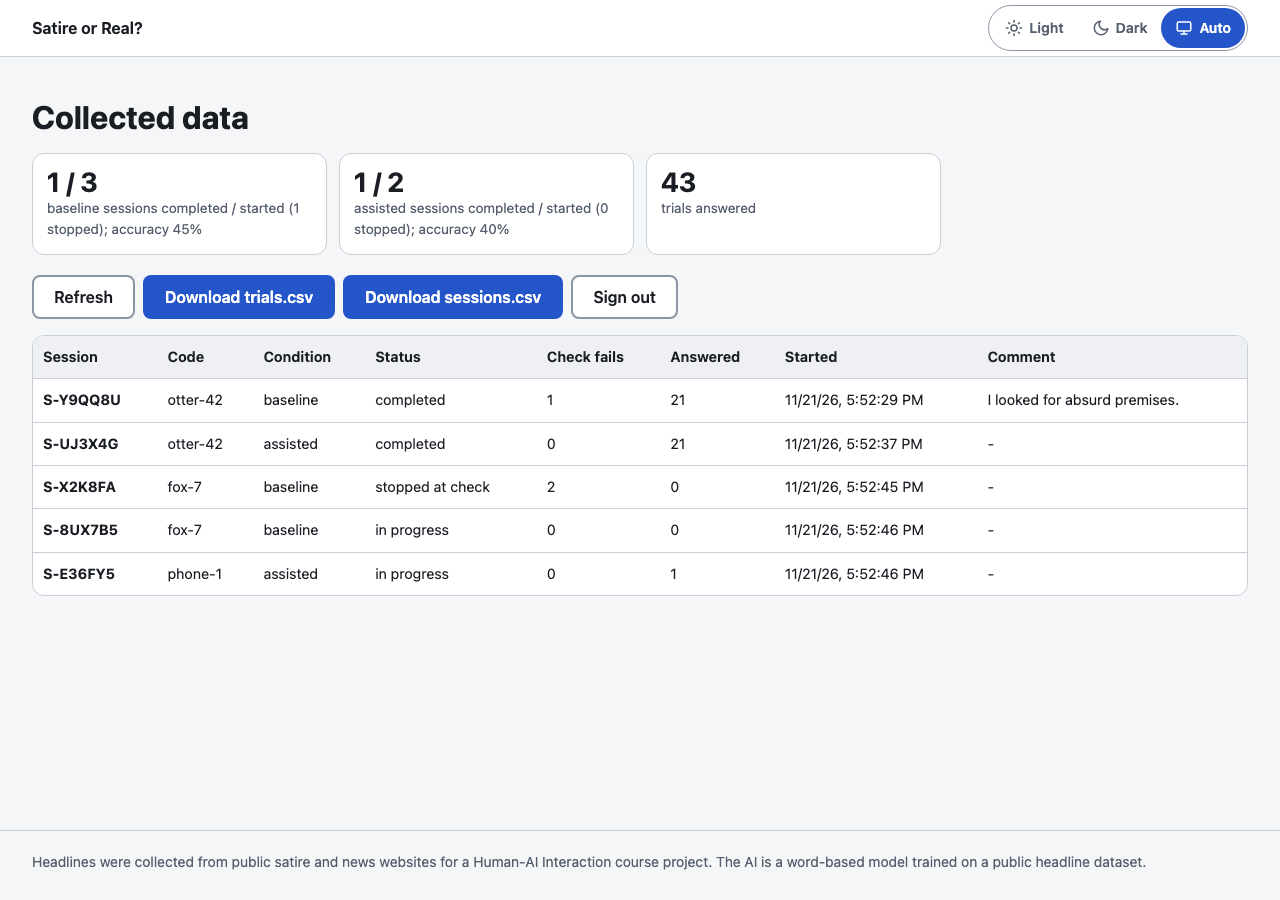 Satire or Real?
Light
Dark
Auto
Collected data
1 / 3
baseline sessions completed / started (1
stopped); accuracy 45%
1 / 2
assisted sessions completed / started (0
stopped); accuracy 40%
43
trials answered
Refresh
Download trials.csv
Download sessions.csv
Sign out
Session Code Condition Status Check fails Answered Started Comment
S-Y9QQ8U otter-42 baseline completed 1 21 11/21/26, 5:52:29 PM I looked for absurd premises.
S-UJ3X4G otter-42 assisted completed 0 21 11/21/26, 5:52:37 PM -
S-X2K8FA fox-7 baseline stopped at check 2 0 11/21/26, 5:52:45 PM -
S-8UX7B5 fox-7 baseline in progress 0 0 11/21/26, 5:52:46 PM -
S-E36FY5 phone-1 assisted in progress 0 1 11/21/26, 5:52:46 PM -
Headlines were collected from public satire and news websites for a Human-AI Interaction course project. The AI is a word-based model trained on a public headline dataset.